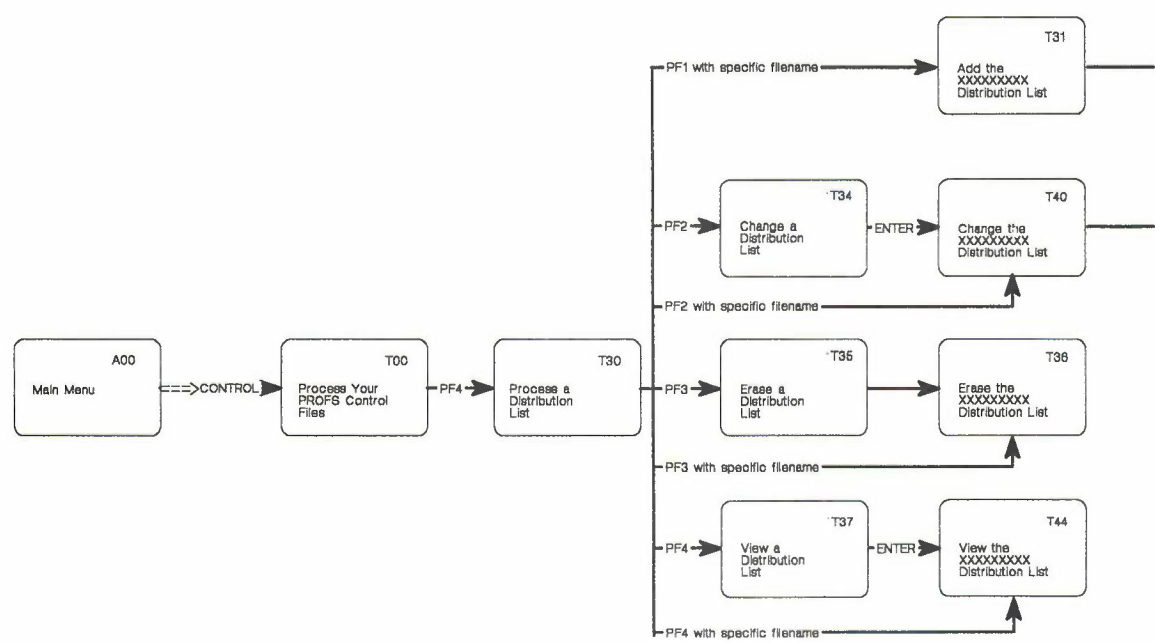 T31
PF1 with specific filename
Add the
XXXXXXXXX
Distribution List
T34
T40
PF2
Change a
Distribution
List
ENTER
Change the
XXXXXXXXX
Distribution List
PF2 with specific filename
A00
T00
T30
T35
T36
Main Menu
===>CONTROL
Process Your
PROFS Control
Files
PF4
Process a
Distribution
List
PF3
Erase a
Distribution
List
Erase the
XXXXXXXXX
Distribution List
PF3 with specific filename
T37
T44
PF4
View a
Distribution
List
ENTER
View the
XXXXXXXXX
Distribution List
PF4 with specific filename